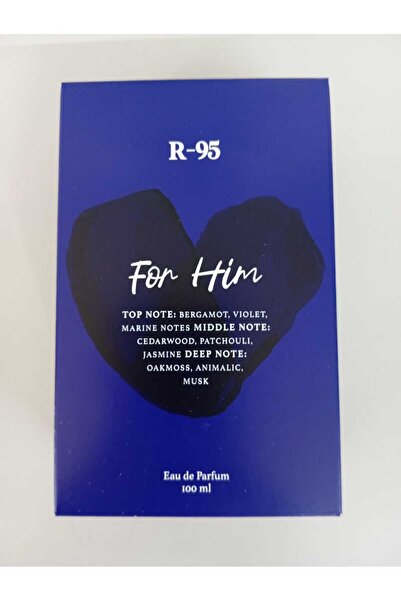 R-95
For Him
TOP NOTE: BERGAMOT, VIOLET,
MARINE NOTES MIDDLE NOTE:
CEDARWOOD, PATCHOULI,
JASMINE DEEP NOTE:
OAKMOSS, ANIMALIC,
MUSK
Eau de Parfum
100 ml